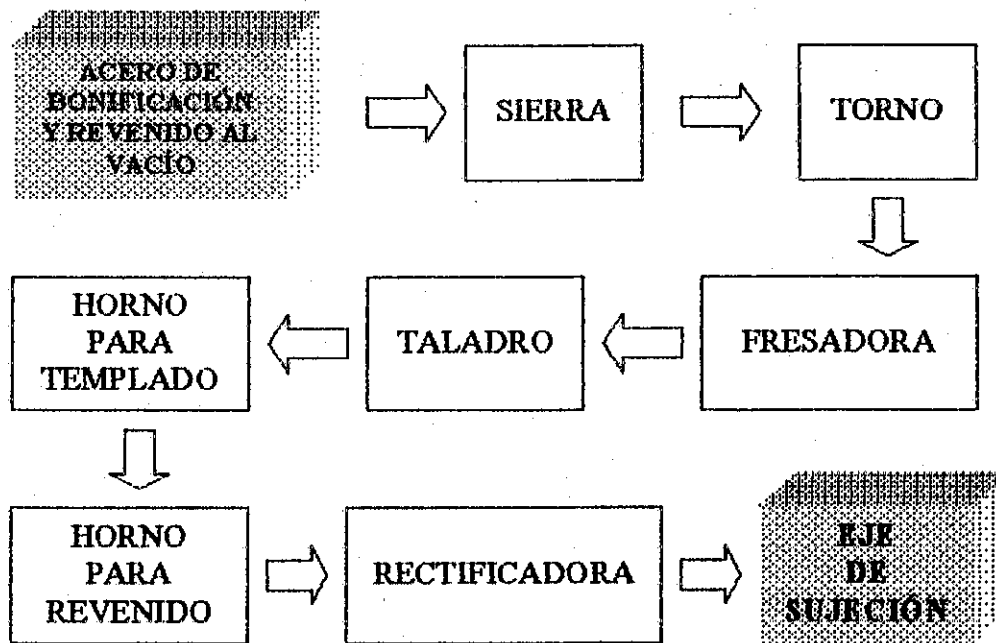 ACERO DE
BONIFICACIÓN
Y REVENIDO AL
VACÍO
SIERRA
TORNO
FRESADORA
TALADRO
HORNO
PARA
TEMPLADO
HORNO
PARA
REVENIDO
RECTIFICADORA
EJE
DE
SUJECIÓN